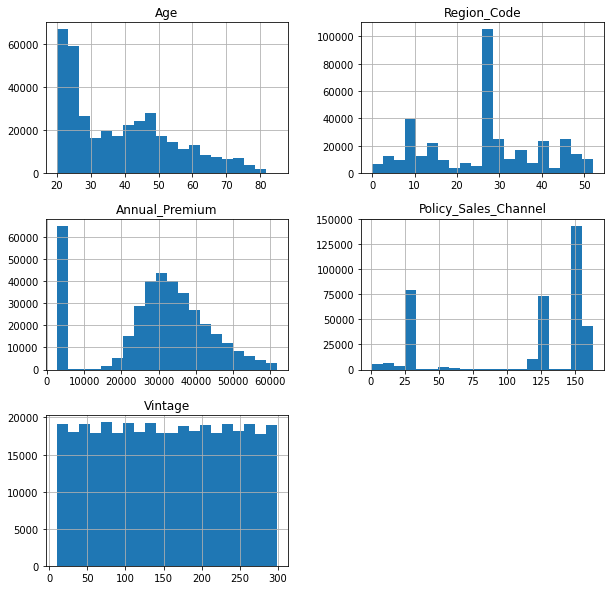 Age
60000
40000
20000
0
20 30 40 50 60 70 80
Region_Code
100000
80000
60000
40000
20000
0
0 10 20 30 40 50
Annual_Premium
60000
50000
40000
30000
20000
10000
0
0 10000 20000 30000 40000 50000 60000
Policy_Sales_Channel
150000
125000
100000
75000
50000
25000
0
0 25 50 75 100 125 150
Vintage
20000
15000
10000
5000
0
0 50 100 150 200 250 300